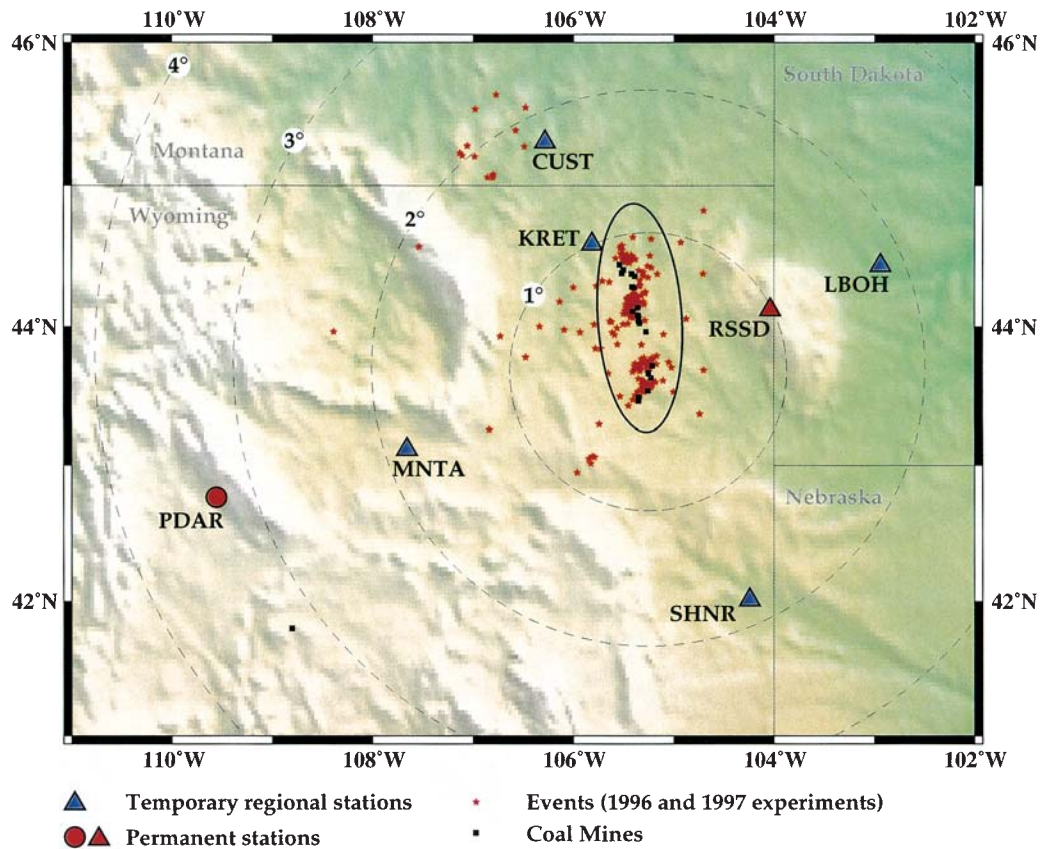 110°W 108°W 106°W 104°W 102°W
46°N 46°N
4°
South Dakota
3°
Montana
CUST
Wyoming
2°
KRET
LBOH
1°
RSSD
44°N 44°N
MNTA
PDAR
Nebraska
42°N 42°N
SHNR
110°W 108°W 106°W 104°W 102°W
Temporary regional stations
Events (1996 and 1997 experiments)
Permanent stations
Coal Mines